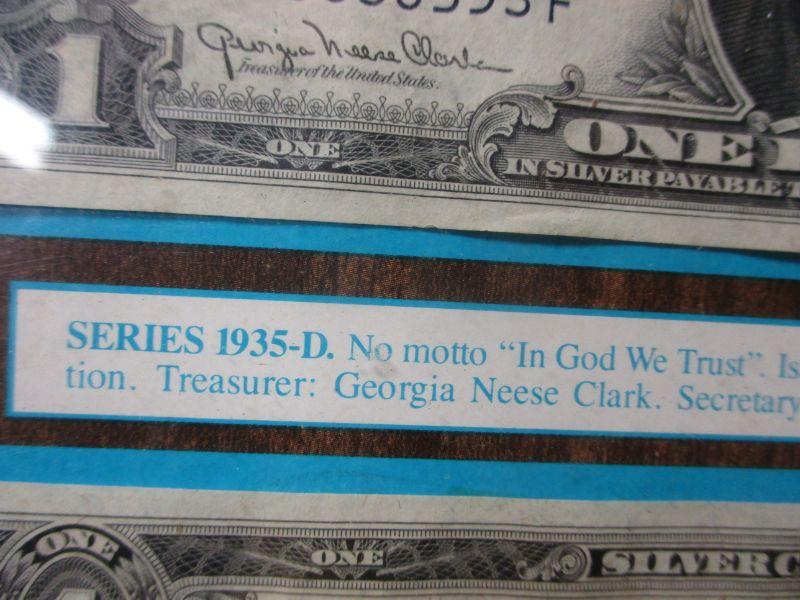 F
Georgia Neese Clark
Treasurer of the United States.
1
ONE
ONE
IN SILVER PAYABLE
SERIES 1935-D. No motto “In God We Trust”. Is
tion. Treasurer: Georgia Neese Clark. Secretary
ONE
ONE
SILVER C